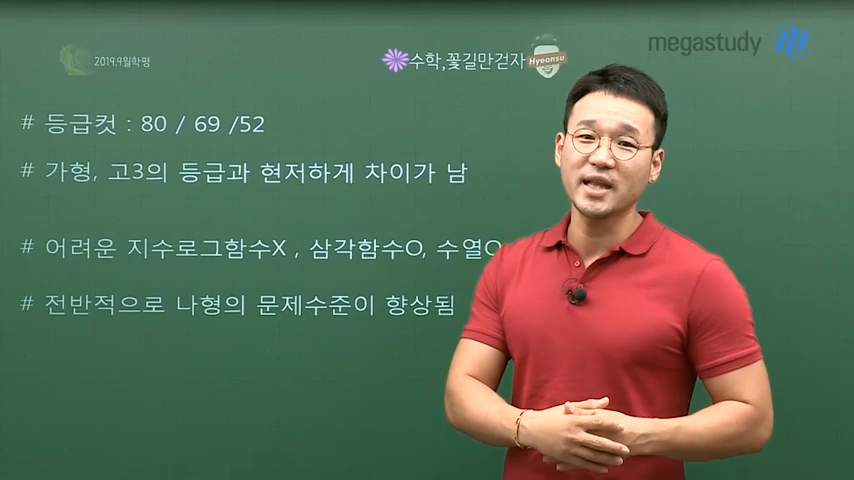 2019.9월학평
수학,꽃길만걷자
Hyeonsu
megastudy
# 등급컷 : 80 / 69 /52
# 가형, 고3의 등급과 현저하게 차이가 남
# 어려운 지수로그함수X , 삼각함수O, 수열O
# 전반적으로 나형의 문제수준이 향상됨